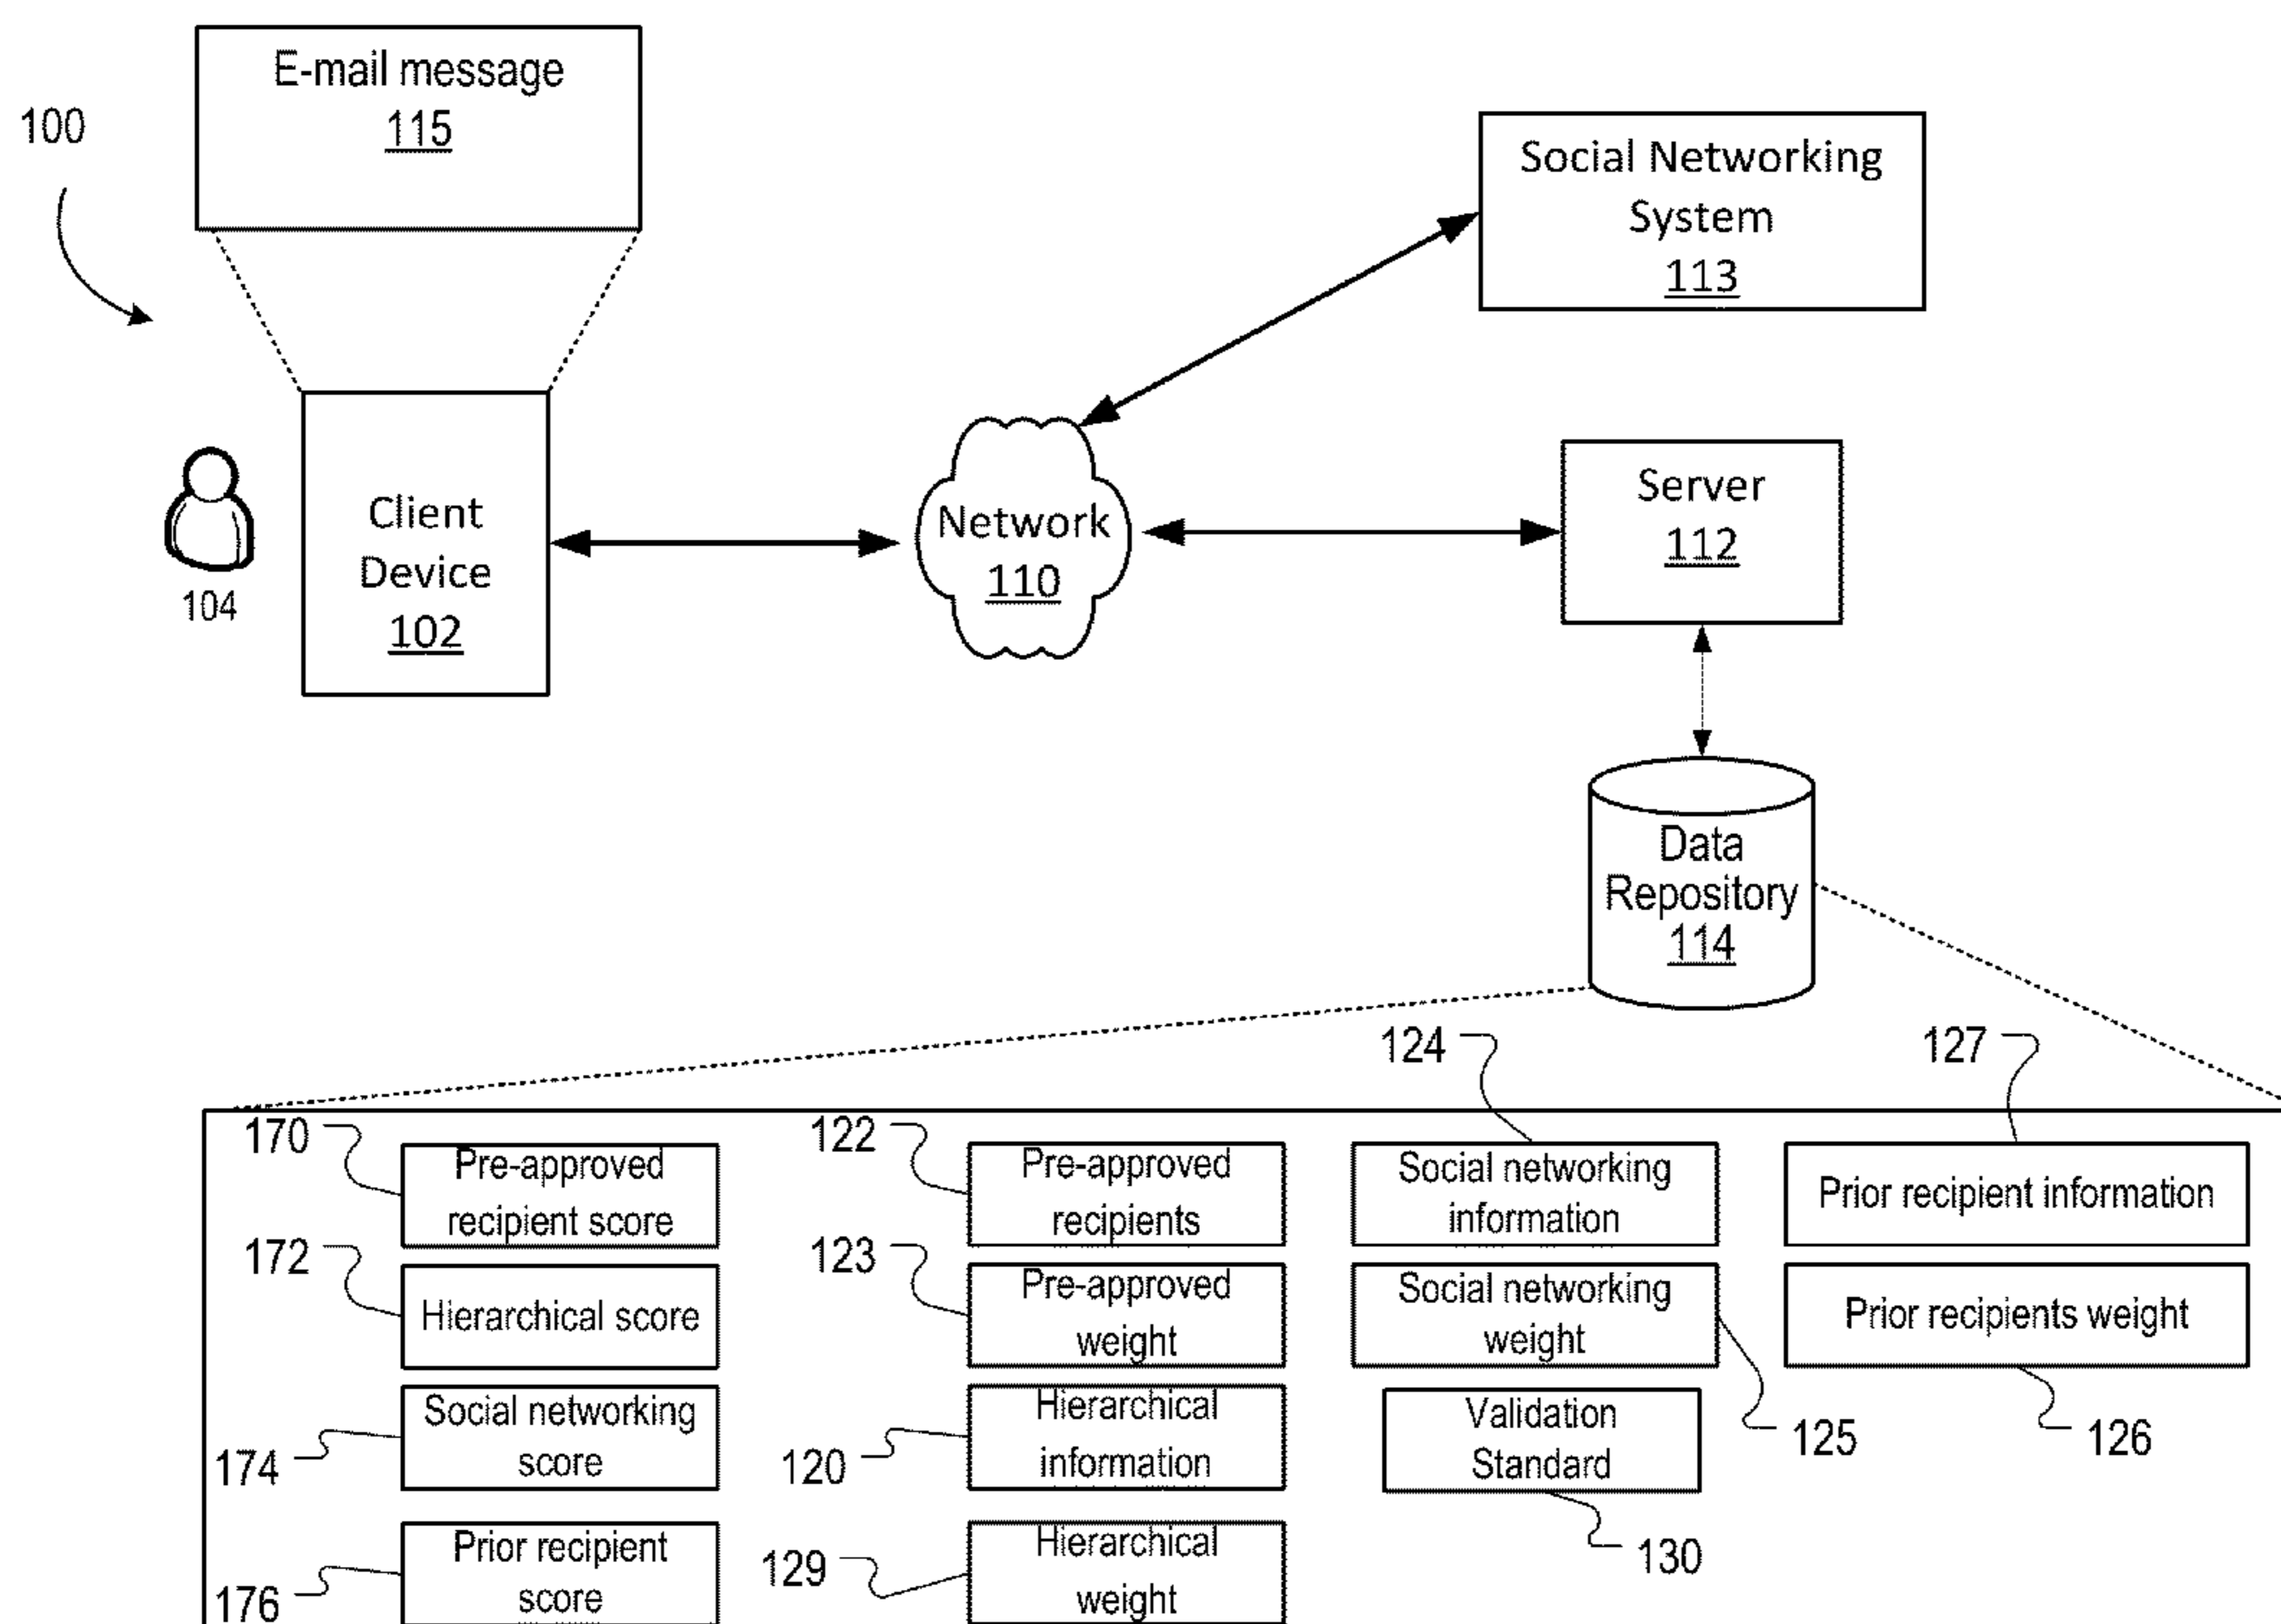 E-mail message
115
100
Social Networking
System
113
Client
Device
102
104
Network
110
Server
112
Data
Repository
114
124
127
170
Pre-approved
recipient score
122
Pre-approved
recipients
Social networking
information
Prior recipient information
172
Hierarchical score
123
Pre-approved
weight
Social networking
weight
Prior recipients weight
174
Social networking
score
120
Hierarchical
information
Validation
Standard
125
126
176
Prior recipient
score
129
Hierarchical
weight
130